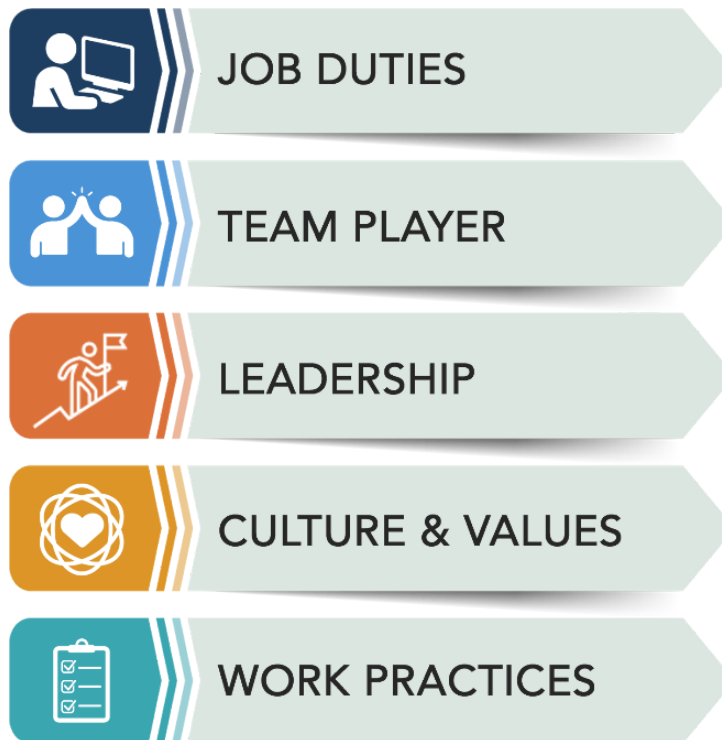 JOB DUTIES
TEAM PLAYER
LEADERSHIP
CULTURE & VALUES
WORK PRACTICES